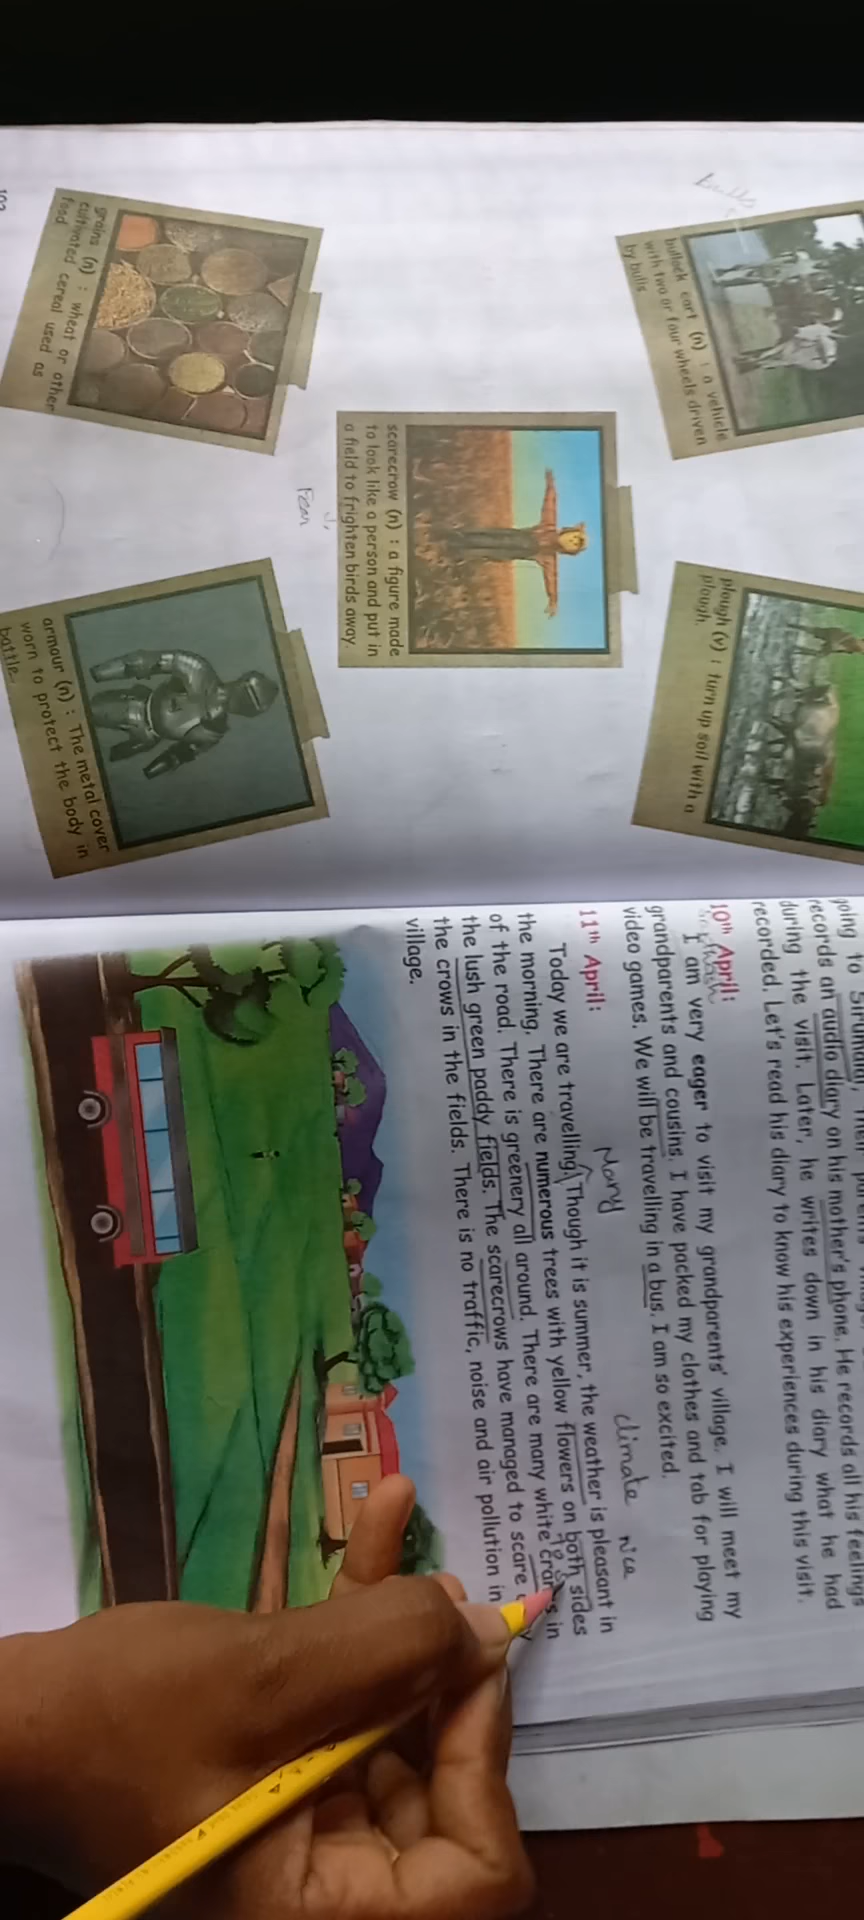 bulls
bullock cart (n) : a vehicle
with two or four wheels driven
by bulls
plough (v) : turn up soil with a
plough.
scarecrow (n) : a figure made
to look like a person and put in
a field to frighten birds away.
grains (n) : wheat or other
cultivated cereal used as
food
armour (n) : The metal cover
worn to protect the body in
battle.
going to
records an audio diary on his mother's phone. He records all his feelings
during the visit. Later, he writes down in his diary what he had
recorded. Let's read his diary to know his experiences during this visit.
10th April:
I am very eager to visit my grandparents' village. I will meet my
grandparents and cousins. I have packed my clothes and tab for playing
video games. We will be travelling in a bus. I am so excited.
climate nice
11th April:
Many
Today we are travelling. Though it is summer, the weather is pleasant in
the morning. There are numerous trees with yellow flowers on both sides
of the road. There is greenery all around. There are many white in
the lush green paddy fields. The scarecrows have managed to scare
the crows in the fields. There is no traffic, noise and air pollution in
village.